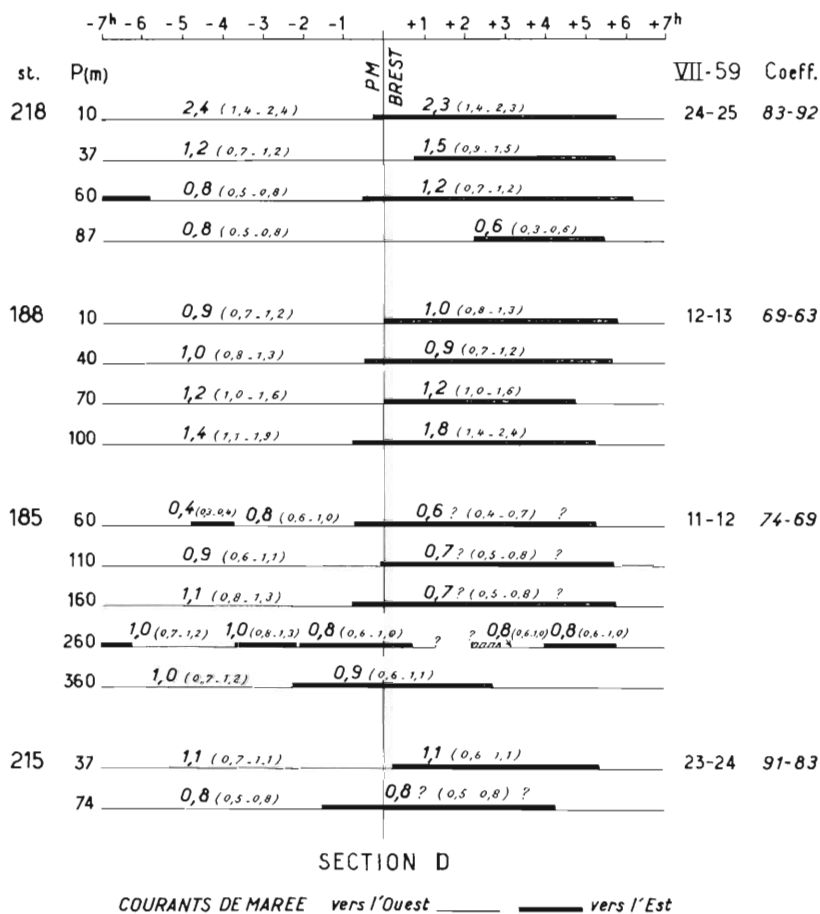 -7ʰ -6 -5 -4 -3 -2 -1 +1 +2 +3 +4 +5 +6 +7ʰ
st. P(m) PM BREST VII-59 Coeff.
218 10 2,4 (1,4-2,4) 2,3 (1,4-2,3) 24-25 83-92
37 1,2 (0,7-1,2) 1,5 (0,9-1,5)
60 0,8 (0,5-0,8) 1,2 (0,7-1,2)
87 0,8 (0,5-0,8) 0,6 (0,3-0,6)
188 10 0,9 (0,7-1,2) 1,0 (0,8-1,3) 12-13 69-63
40 1,0 (0,8-1,3) 0,9 (0,7-1,2)
70 1,2 (1,0-1,6) 1,2 (1,0-1,6)
100 1,4 (1,1-1,9) 1,8 (1,4-2,4)
185 60 0,4 (0,3-0,4) 0,8 (0,6-1,0) 0,6 ? (0,4-0,7) ? 11-12 74-69
110 0,9 (0,6-1,1) 0,7 ? (0,5-0,8) ?
160 1,1 (0,8-1,3) 0,7 ? (0,5-0,8) ?
260 1,0 (0,7-1,2) 1,0 (0,8-1,3) 0,8 (0,6-1,0) ? ? 0,8 (0,6-1,0) 0,8 (0,6-1,0)
360 1,0 (0,7-1,2) 0,9 (0,6-1,1)
215 37 1,1 (0,7-1,1) 1,1 (0,6 1,1) 23-24 91-83
74 0,8 (0,5-0,8) 0,8 ? (0,5 0,8) ?
SECTION D
COURANTS DE MAREE vers l'Ouest vers l'Est